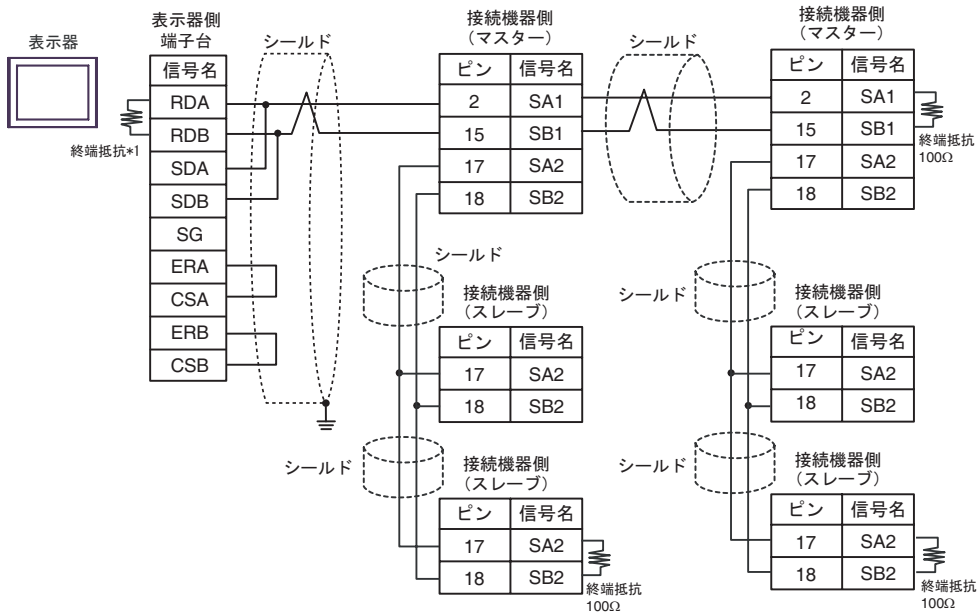 表示器
表示器側
端子台
信号名
RDA
RDB
SDA
SDB
SG
ERA
CSA
ERB
CSB
終端抵抗*1
シールド
接続機器側
（マスター）
ピン 信号名
2 SA1
15 SB1
17 SA2
18 SB2
シールド
接続機器側
（マスター）
ピン 信号名
2 SA1
15 SB1
17 SA2
18 SB2
終端抵抗
100Ω
シールド
接続機器側
（スレーブ）
ピン 信号名
17 SA2
18 SB2
シールド
接続機器側
（スレーブ）
ピン 信号名
17 SA2
18 SB2
シールド
接続機器側
（スレーブ）
ピン 信号名
17 SA2
18 SB2
終端抵抗
100Ω
シールド
接続機器側
（スレーブ）
ピン 信号名
17 SA2
18 SB2
終端抵抗
100Ω